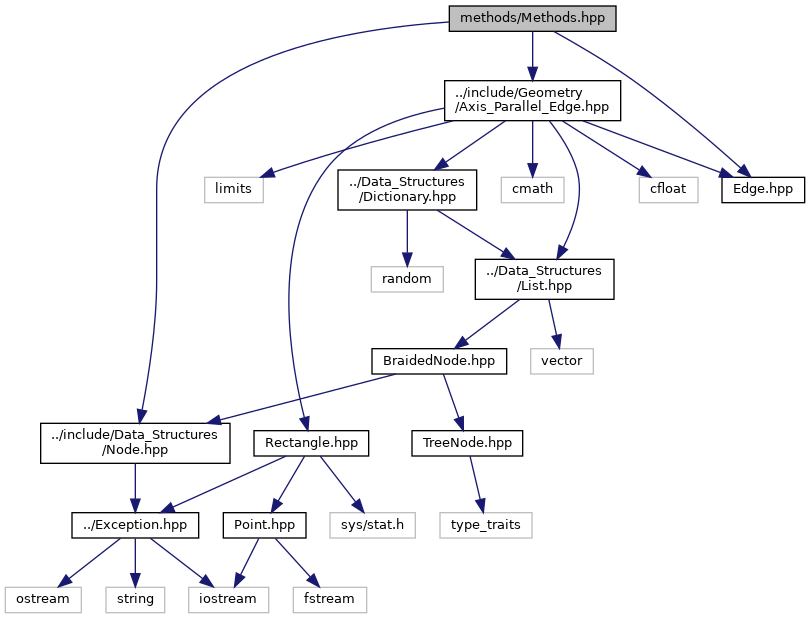 methods/Methods.hpp
../include/Geometry
/Axis_Parallel_Edge.hpp
limits
../Data_Structures
/Dictionary.hpp
cmath
cfloat
Edge.hpp
random
../Data_Structures
/List.hpp
BraidedNode.hpp
vector
../include/Data_Structures
/Node.hpp
Rectangle.hpp
TreeNode.hpp
../Exception.hpp
Point.hpp
sys/stat.h
type_traits
ostream
string
iostream
fstream